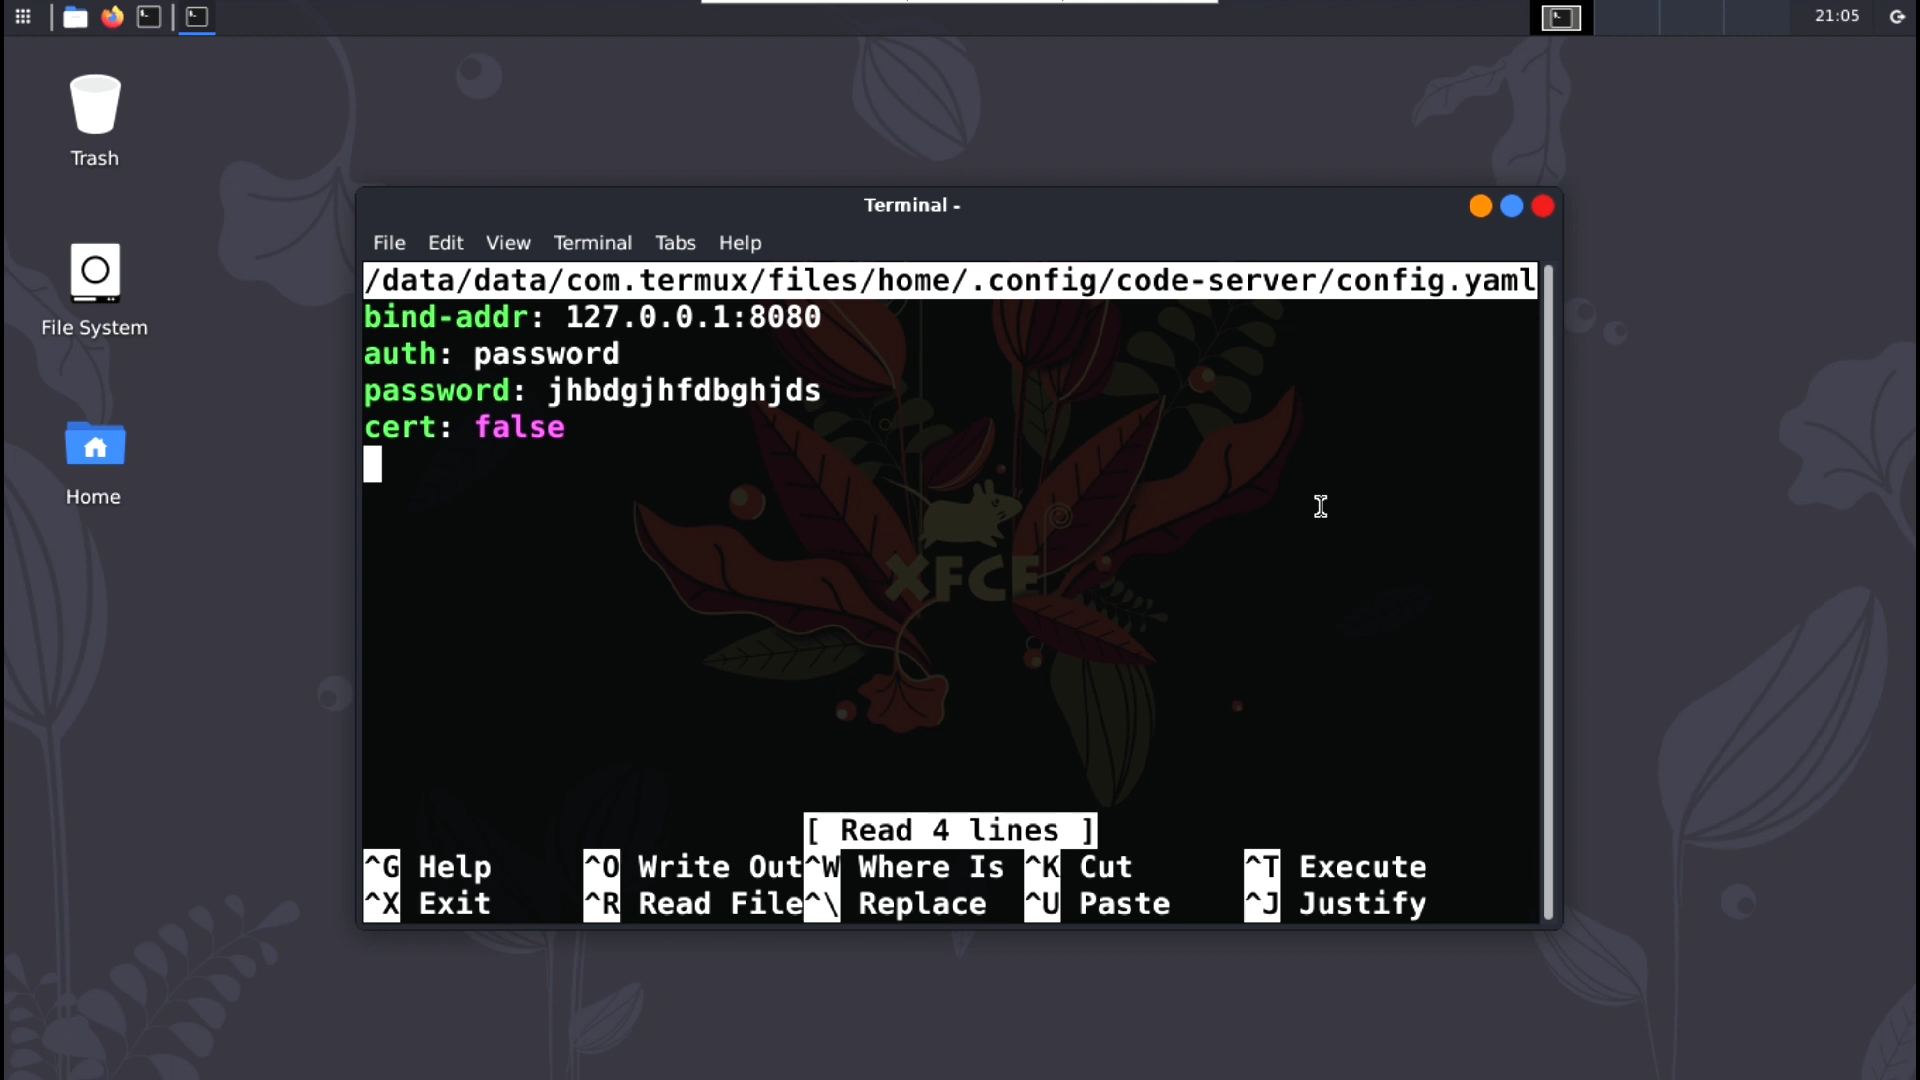 21:05
Trash
File System
Home
Terminal -
File Edit View Terminal Tabs Help
/data/data/com.termux/files/home/.config/code-server/config.yaml
bind-addr: 127.0.0.1:8080
auth: password
password: jhbdgjhfdbghjds
cert: false
XFCE
[ Read 4 lines ]
^G Help ^O Write Out ^W Where Is ^K Cut ^T Execute
^X Exit ^R Read File ^\ Replace ^U Paste ^J Justify